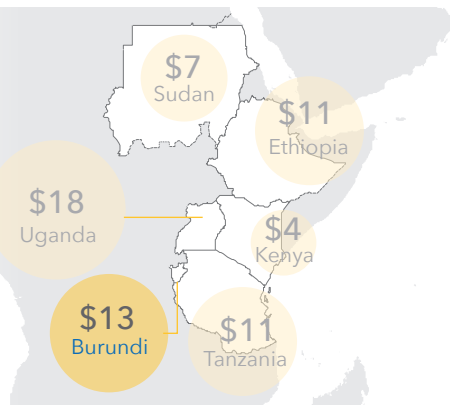 $7
Sudan
$11
Ethiopia
$18
Uganda
$4
Kenya
$13
Burundi
$11
Tanzania